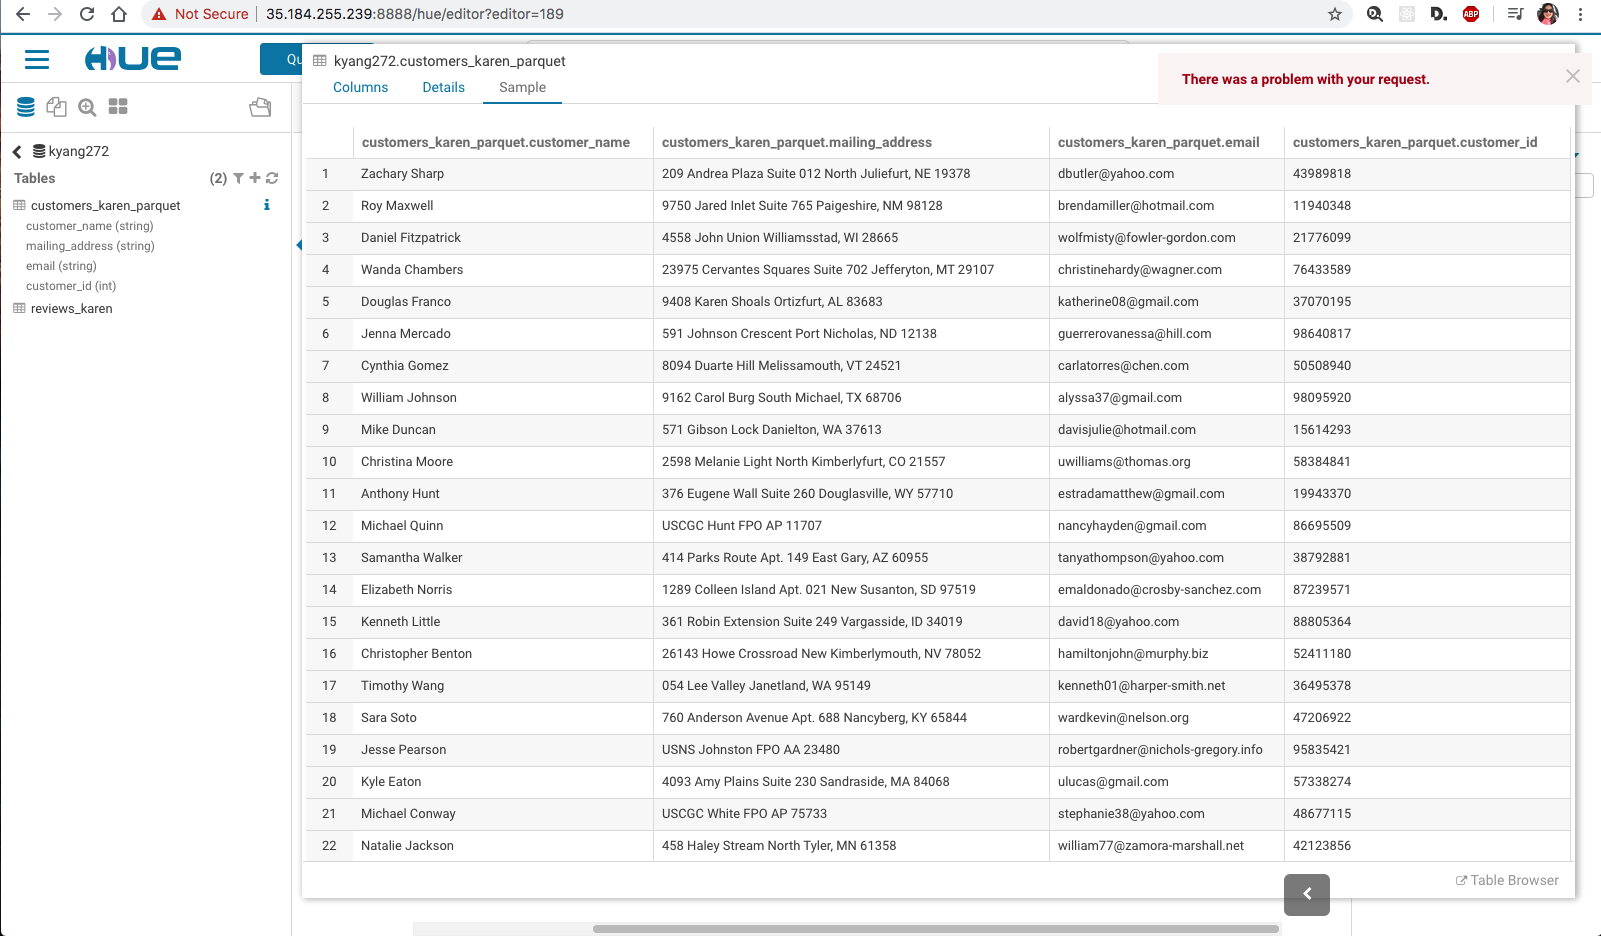 Not Secure 35.184.255.239:8888/hue/editor?editor=189
ABP
HUE
Qu
kyang272.customers_karen_parquet
There was a problem with your request.
Columns Details Sample
kyang272
Tables (2)
customers_karen_parquet
customer_name (string)
mailing_address (string)
email (string)
customer_id (int)
reviews_karen
customers_karen_parquet.customer_name customers_karen_parquet.mailing_address customers_karen_parquet.email customers_karen_parquet.customer_id
1 Zachary Sharp 209 Andrea Plaza Suite 012 North Juliefurt, NE 19378 dbutler@yahoo.com 43989818
2 Roy Maxwell 9750 Jared Inlet Suite 765 Paigeshire, NM 98128 brendamiller@hotmail.com 11940348
3 Daniel Fitzpatrick 4558 John Union Williamsstad, WI 28665 wolfmisty@fowler-gordon.com 21776099
4 Wanda Chambers 23975 Cervantes Squares Suite 702 Jefferyton, MT 29107 christinehardy@wagner.com 76433589
5 Douglas Franco 9408 Karen Shoals Ortizfurt, AL 83683 katherine08@gmail.com 37070195
6 Jenna Mercado 591 Johnson Crescent Port Nicholas, ND 12138 guerrerovanessa@hill.com 98640817
7 Cynthia Gomez 8094 Duarte Hill Melissamouth, VT 24521 carlatorres@chen.com 50508940
8 William Johnson 9162 Carol Burg South Michael, TX 68706 alyssa37@gmail.com 98095920
9 Mike Duncan 571 Gibson Lock Danielton, WA 37613 davisjulie@hotmail.com 15614293
10 Christina Moore 2598 Melanie Light North Kimberlyfurt, CO 21557 uwilliams@thomas.org 58384841
11 Anthony Hunt 376 Eugene Wall Suite 260 Douglasville, WY 57710 estradamatthew@gmail.com 19943370
12 Michael Quinn USCGC Hunt FPO AP 11707 nancyhayden@gmail.com 86695509
13 Samantha Walker 414 Parks Route Apt. 149 East Gary, AZ 60955 tanyathompson@yahoo.com 38792881
14 Elizabeth Norris 1289 Colleen Island Apt. 021 New Susanton, SD 97519 emaldonado@crosby-sanchez.com 87239571
15 Kenneth Little 361 Robin Extension Suite 249 Vargasside, ID 34019 david18@yahoo.com 88805364
16 Christopher Benton 26143 Howe Crossroad New Kimberlymouth, NV 78052 hamiltonjohn@murphy.biz 52411180
17 Timothy Wang 054 Lee Valley Janetland, WA 95149 kenneth01@harper-smith.net 36495378
18 Sara Soto 760 Anderson Avenue Apt. 688 Nancyberg, KY 65844 wardkevin@nelson.org 47206922
19 Jesse Pearson USNS Johnston FPO AA 23480 robertgardner@nichols-gregory.info 95835421
20 Kyle Eaton 4093 Amy Plains Suite 230 Sandraside, MA 84068 ulucas@gmail.com 57338274
21 Michael Conway USCGC White FPO AP 75733 stephanie38@yahoo.com 48677115
22 Natalie Jackson 458 Haley Stream North Tyler, MN 61358 william77@zamora-marshall.net 42123856
Table Browser